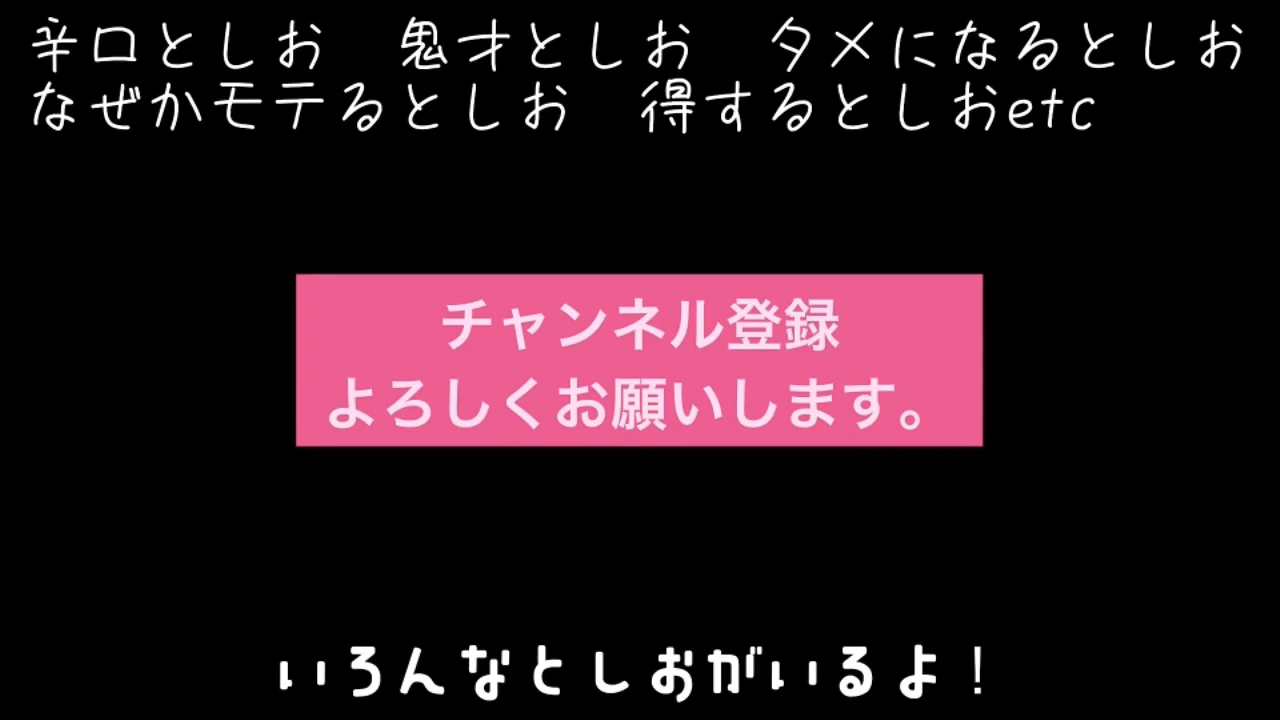 辛口としお　鬼才としお　タメになるとしお
なぜかモテるとしお　得するとしおetc
チャンネル登録
よろしくお願いします。
いろんなとしおがいるよ！